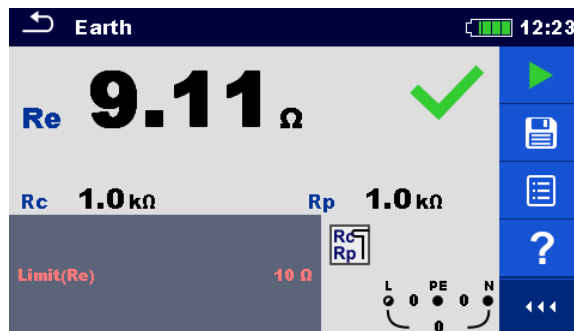 Earth 12:23
Re 9.11 Ω
Rc 1.0 kΩ Rp 1.0 kΩ
Rc
Rp
Limit(Re) 10 Ω
L PE N
0 0
0
?